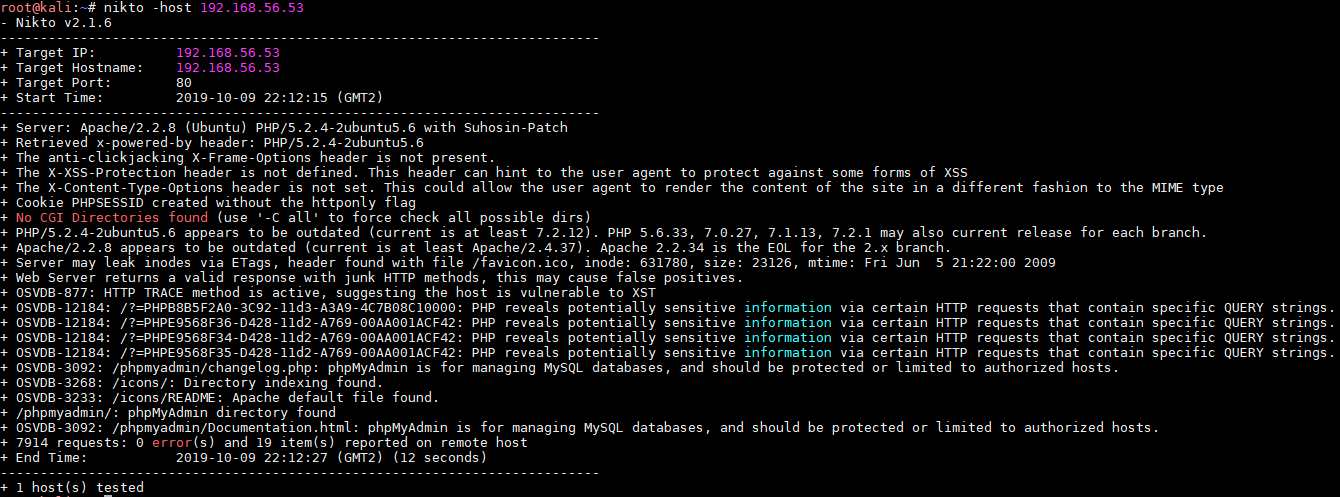 root@kali:~# nikto -host 192.168.56.53
- Nikto v2.1.6
---------------------------------------------------------------------------
+ Target IP:          192.168.56.53
+ Target Hostname:    192.168.56.53
+ Target Port:        80
+ Start Time:         2019-10-09 22:12:15 (GMT2)
---------------------------------------------------------------------------
+ Server: Apache/2.2.8 (Ubuntu) PHP/5.2.4-2ubuntu5.6 with Suhosin-Patch
+ Retrieved x-powered-by header: PHP/5.2.4-2ubuntu5.6
+ The anti-clickjacking X-Frame-Options header is not present.
+ The X-XSS-Protection header is not defined. This header can hint to the user agent to protect against some forms of XSS
+ The X-Content-Type-Options header is not set. This could allow the user agent to render the content of the site in a different fashion to the MIME type
+ Cookie PHPSESSID created without the httponly flag
+ No CGI Directories found (use '-C all' to force check all possible dirs)
+ PHP/5.2.4-2ubuntu5.6 appears to be outdated (current is at least 7.2.12). PHP 5.6.33, 7.0.27, 7.1.13, 7.2.1 may also current release for each branch.
+ Apache/2.2.8 appears to be outdated (current is at least Apache/2.4.37). Apache 2.2.34 is the EOL for the 2.x branch.
+ Server may leak inodes via ETags, header found with file /favicon.ico, inode: 631780, size: 23126, mtime: Fri Jun  5 21:22:00 2009
+ Web Server returns a valid response with junk HTTP methods, this may cause false positives.
+ OSVDB-877: HTTP TRACE method is active, suggesting the host is vulnerable to XST
+ OSVDB-12184: /?=PHPB8B5F2A0-3C92-11d3-A3A9-4C7B08C10000: PHP reveals potentially sensitive information via certain HTTP requests that contain specific QUERY strings.
+ OSVDB-12184: /?=PHPE9568F36-D428-11d2-A769-00AA001ACF42: PHP reveals potentially sensitive information via certain HTTP requests that contain specific QUERY strings.
+ OSVDB-12184: /?=PHPE9568F34-D428-11d2-A769-00AA001ACF42: PHP reveals potentially sensitive information via certain HTTP requests that contain specific QUERY strings.
+ OSVDB-12184: /?=PHPE9568F35-D428-11d2-A769-00AA001ACF42: PHP reveals potentially sensitive information via certain HTTP requests that contain specific QUERY strings.
+ OSVDB-3092: /phpmyadmin/changelog.php: phpMyAdmin is for managing MySQL databases, and should be protected or limited to authorized hosts.
+ OSVDB-3268: /icons/: Directory indexing found.
+ OSVDB-3233: /icons/README: Apache default file found.
+ /phpmyadmin/: phpMyAdmin directory found
+ OSVDB-3092: /phpmyadmin/Documentation.html: phpMyAdmin is for managing MySQL databases, and should be protected or limited to authorized hosts.
+ 7914 requests: 0 error(s) and 19 item(s) reported on remote host
+ End Time:           2019-10-09 22:12:27 (GMT2) (12 seconds)
---------------------------------------------------------------------------
+ 1 host(s) tested